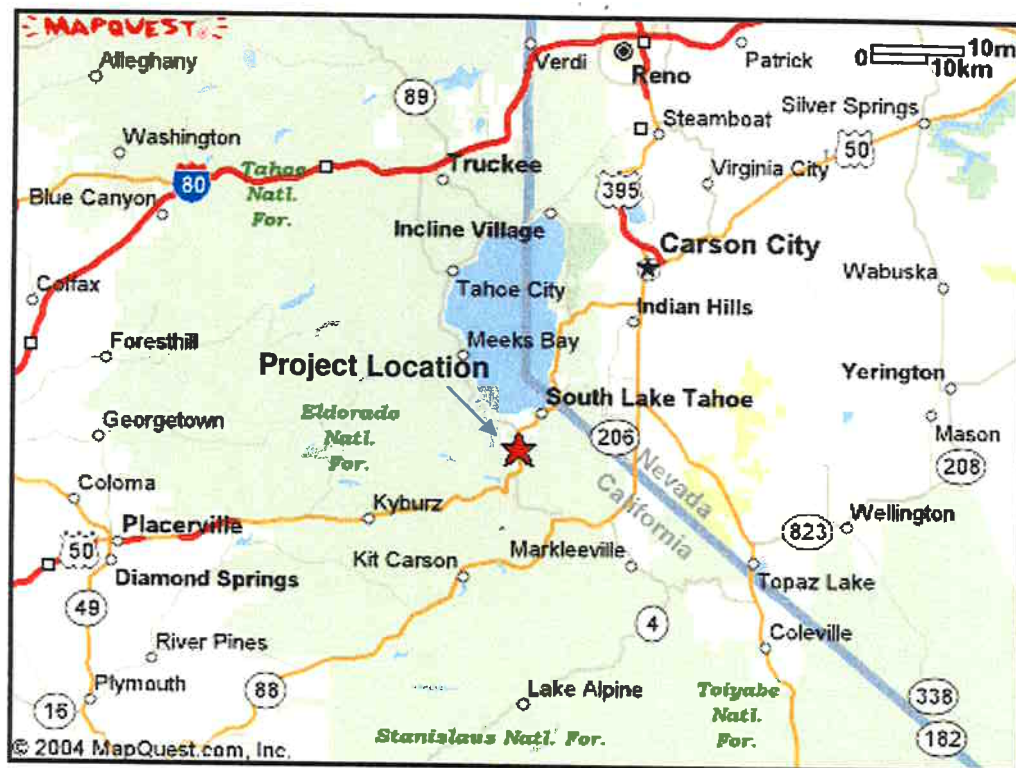 MAPQUEST
Alleghany
Verdi
Reno
Patrick
10m
0
10km
89
Washington
Steamboat
Silver Springs
50
Truckee
80
Tahoe
Natl.
For.
Virginia City
395
Blue Canyon
Incline Village
Carson City
Colfax
Tahoe City
Wabuska
Indian Hills
Foresthill
Meeks Bay
Project Location
Yerington
South Lake Tahoe
Georgetown
Eldorado
Natl.
For.
206
Mason
Nevada
California
208
Coloma
Kyburz
Placerville
823
Wellington
50
Markleeville
Diamond Springs
Kit Carson
Topaz Lake
49
4
Coleville
River Pines
Plymouth
88
Lake Alpine
Toiyabe
Natl.
For.
338
16
Stanislaus Natl. For.
182
© 2004 MapQuest.com, Inc.